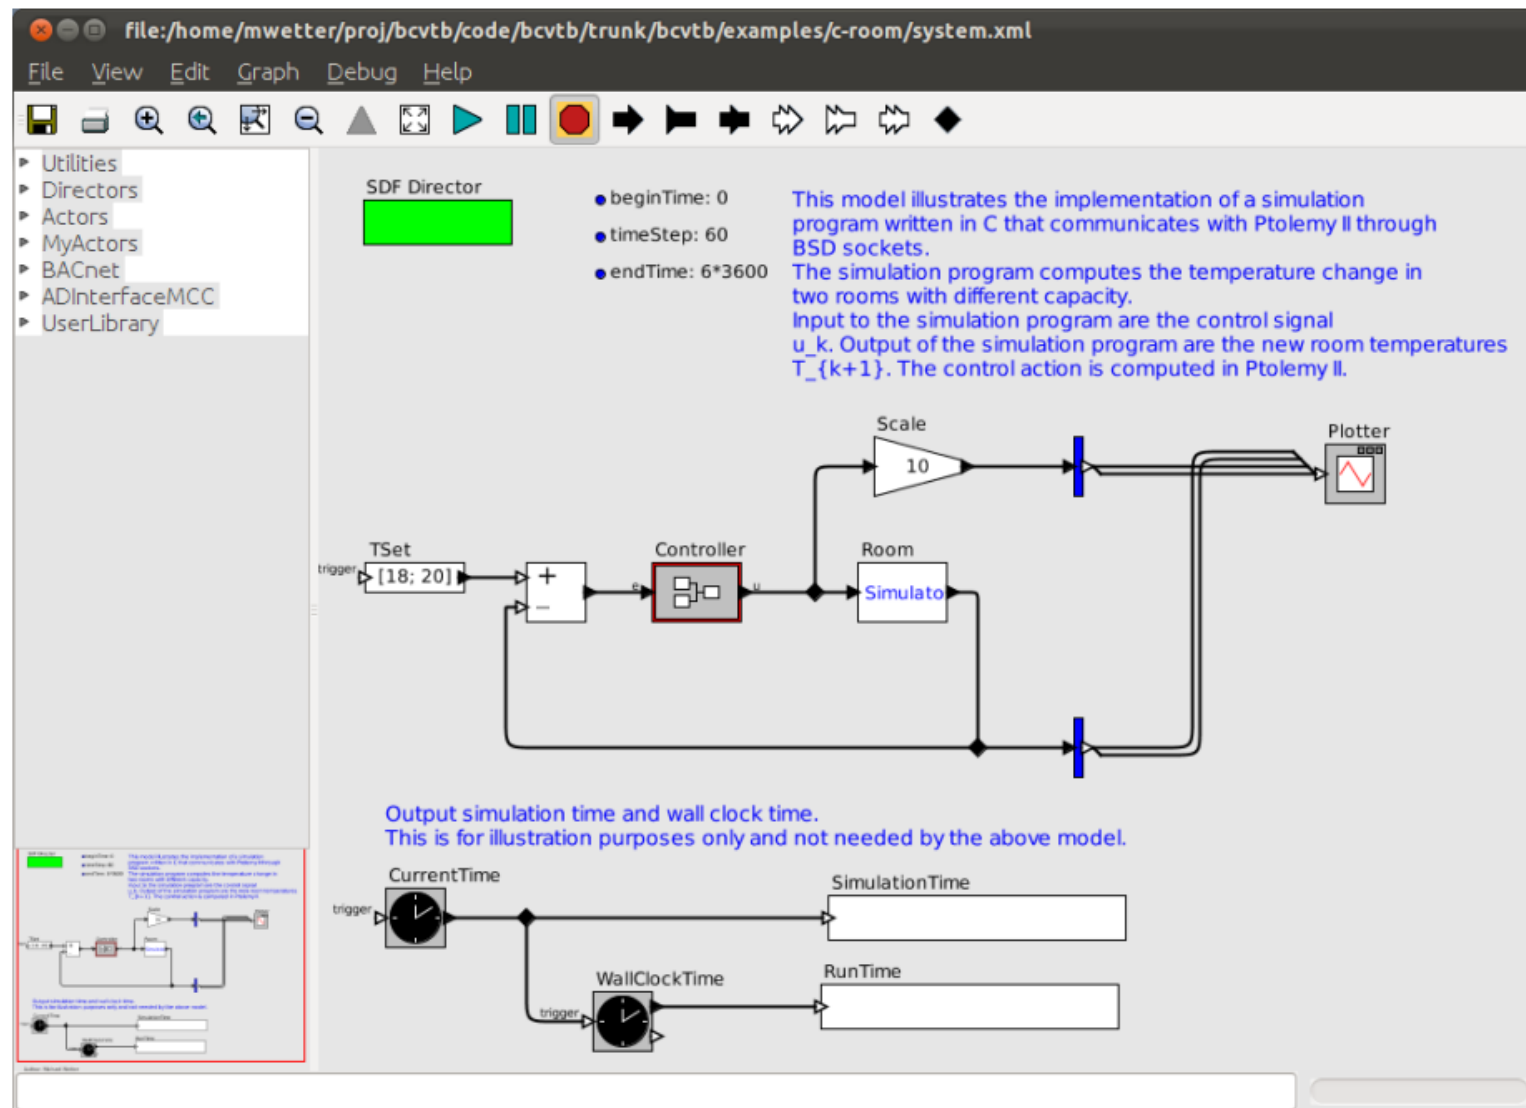 file:/home/mwetter/proj/bcvtb/code/bcvtb/trunk/bcvtb/examples/c-room/system.xml
File View Edit Graph Debug Help
Utilities
Directors
Actors
MyActors
BACnet
ADInterfaceMCC
UserLibrary
SDF Director
beginTime: 0
timeStep: 60
endTime: 6*3600
This model illustrates the implementation of a simulation
program written in C that communicates with Ptolemy II through
BSD sockets.
The simulation program computes the temperature change in
two rooms with different capacity.
Input to the simulation program are the control signal
u_k. Output of the simulation program are the new room temperatures
T_{k+1}. The control action is computed in Ptolemy II.
Scale
10
Plotter
TSet
trigger
[18; 20]
+
−
Controller
e
u
Room
Simulato
Output simulation time and wall clock time.
This is for illustration purposes only and not needed by the above model.
CurrentTime
trigger
SimulationTime
WallClockTime
trigger
RunTime